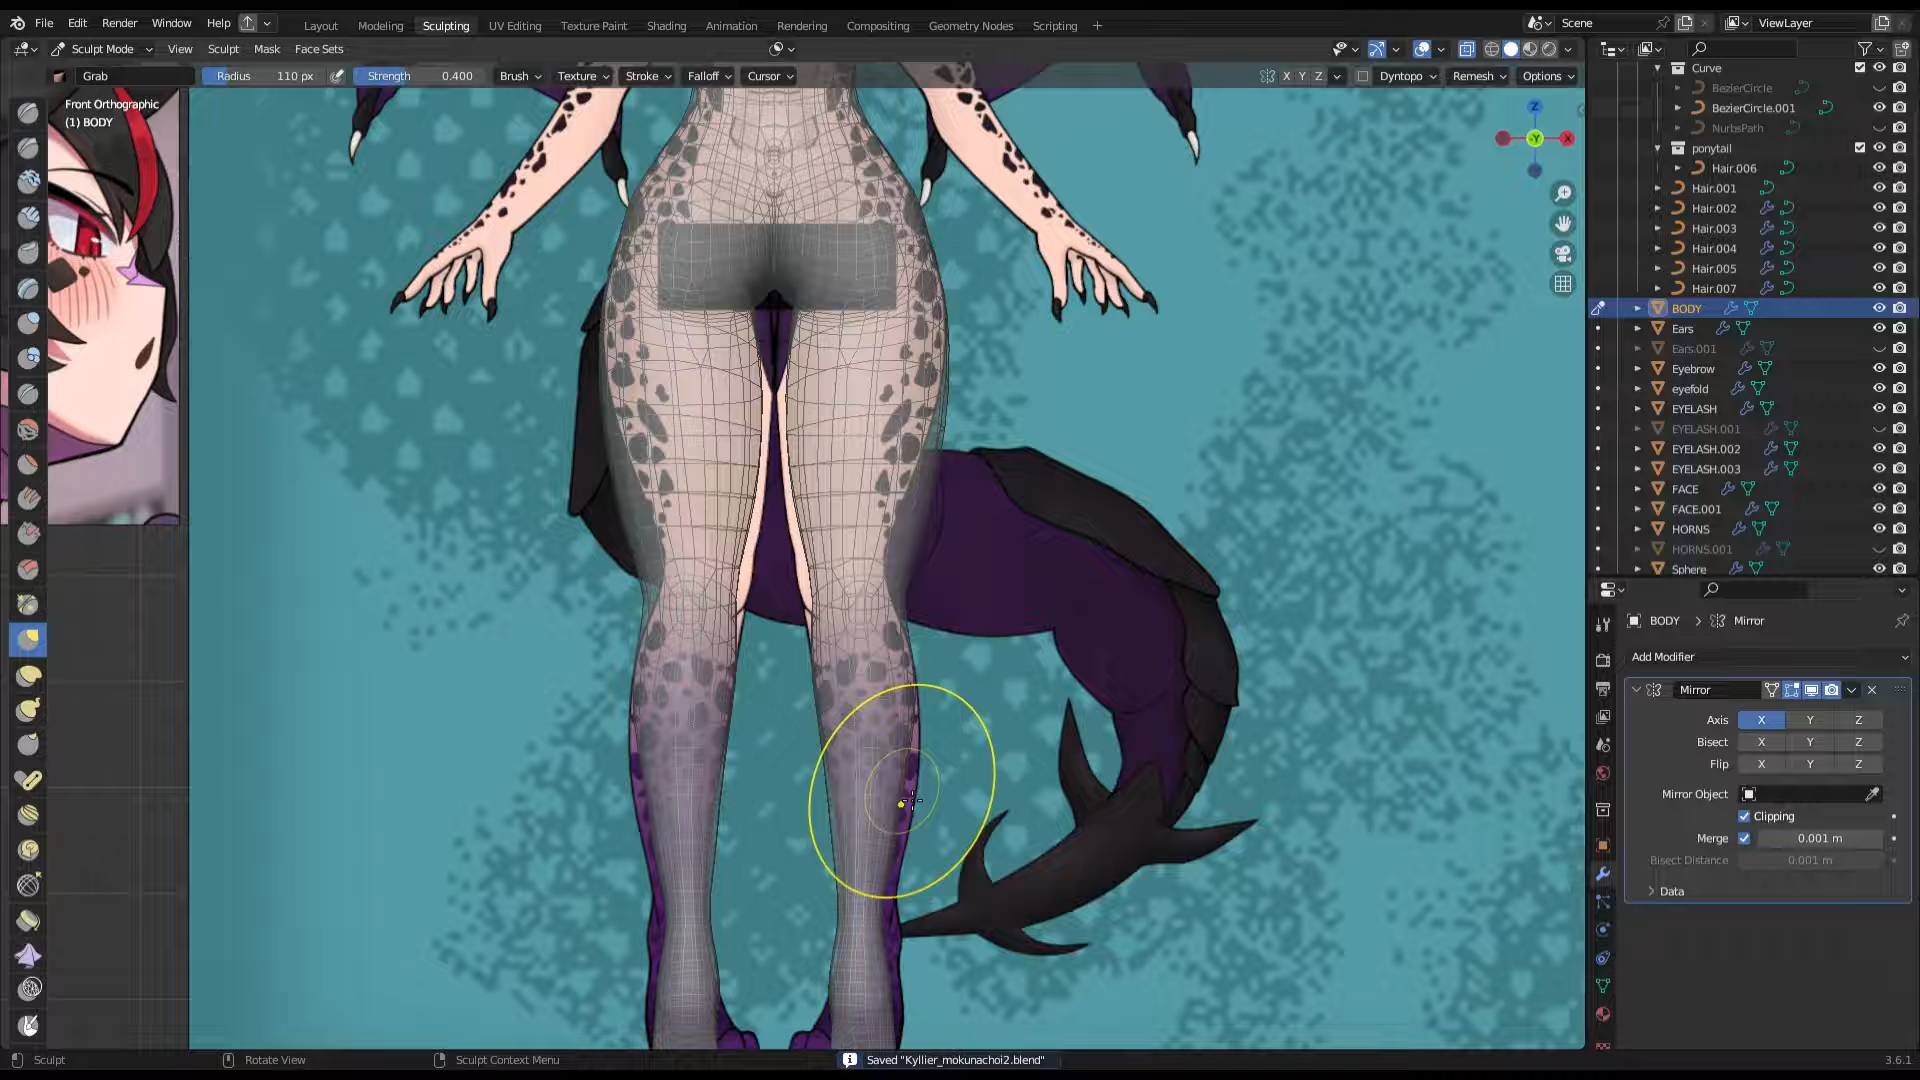 File Edit Render Window Help Layout Modeling Sculpting UV Editing Texture Paint Shading Animation Rendering Compositing Geometry Nodes Scripting + Scene ViewLayer
Sculpt Mode View Sculpt Mask Face Sets
Grab Radius 110 px Strength 0.400 Brush Texture Stroke Falloff Cursor X Y Z Dyntopo Remesh Options
Front Orthographic
(1) BODY
Z
Y
X
Curve
BezierCircle
BezierCircle.001
NurbsPath
ponytail
Hair.006
Hair.001
Hair.002
Hair.003
Hair.004
Hair.005
Hair.007
BODY
Ears
Ears.001
Eyebrow
eyefold
EYELASH
EYELASH.001
EYELASH.002
EYELASH.003
FACE
FACE.001
HORNS
HORNS.001
Sphere
BODY > Mirror
Add Modifier
Mirror
Axis X Y Z
Bisect X Y Z
Flip X Y Z
Mirror Object
Clipping
Merge 0.001 m
Bisect Distance 0.001 m
Data
Sculpt Rotate View Sculpt Context Menu Saved "Kyllier_mokunachoi2.blend" 3.6.1